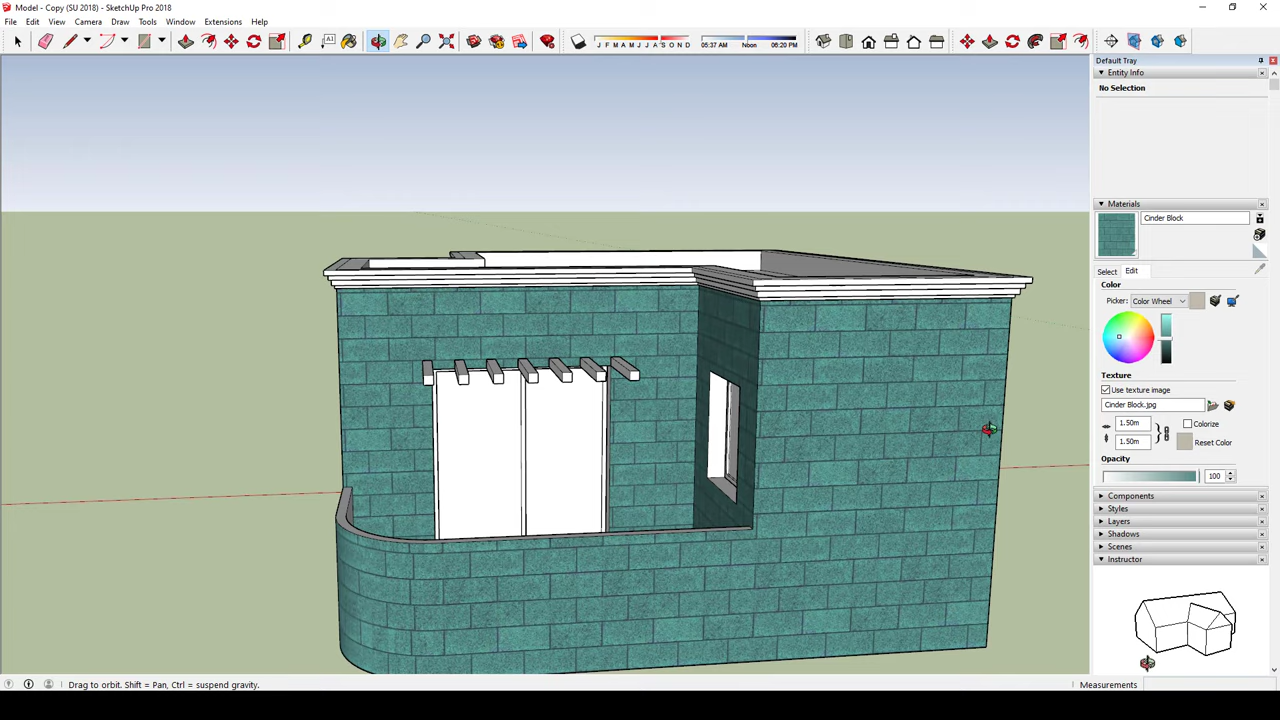 Model - Copy (SU 2018) - SketchUp Pro 2018
File Edit View Camera Draw Tools Window Extensions Help
J F M A M J J A S O N D
05:37 AM Noon 06:20 PM
Default Tray
Entity Info
No Selection
Materials
Cinder Block
Select Edit
Color
Picker: Color Wheel
Texture
Use texture image
Cinder Block.jpg
1.50m
Colorize
1.50m
Reset Color
Opacity
100
Components
Styles
Layers
Shadows
Scenes
Instructor
Drag to orbit. Shift = Pan, Ctrl = suspend gravity.
Measurements